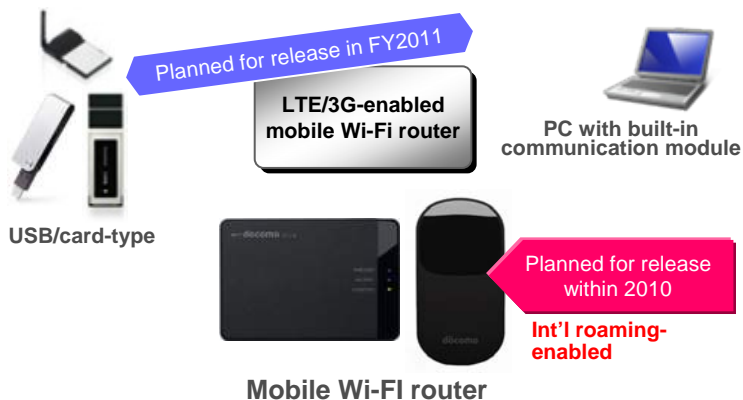 Planned for release in FY2011
LTE/3G-enabled
mobile Wi-Fi router
PC with built-in
communication module
USB/card-type
docomo
Planned for release
within 2010
docomo
Int'l roaming-
enabled
Mobile Wi-FI router